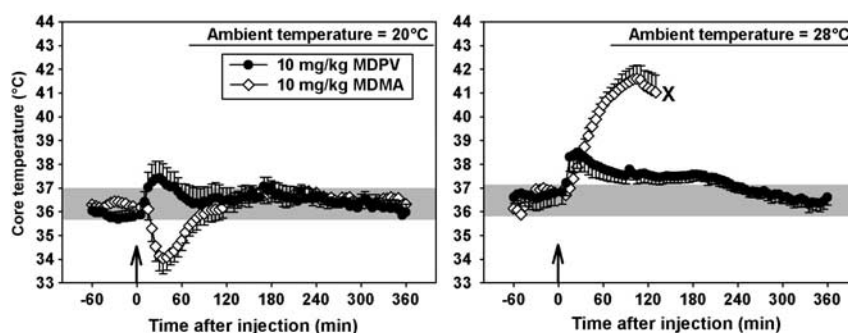 Ambient temperature = 20°C
10 mg/kg MDPV
10 mg/kg MDMA
Core temperature (°C)
44
43
42
41
40
39
38
37
36
35
34
33
-60 0 60 120 180 240 300 360
Time after injection (min)
Ambient temperature = 28°C
X
44
43
42
41
40
39
38
37
36
35
34
33
-60 0 60 120 180 240 300 360
Time after injection (min)